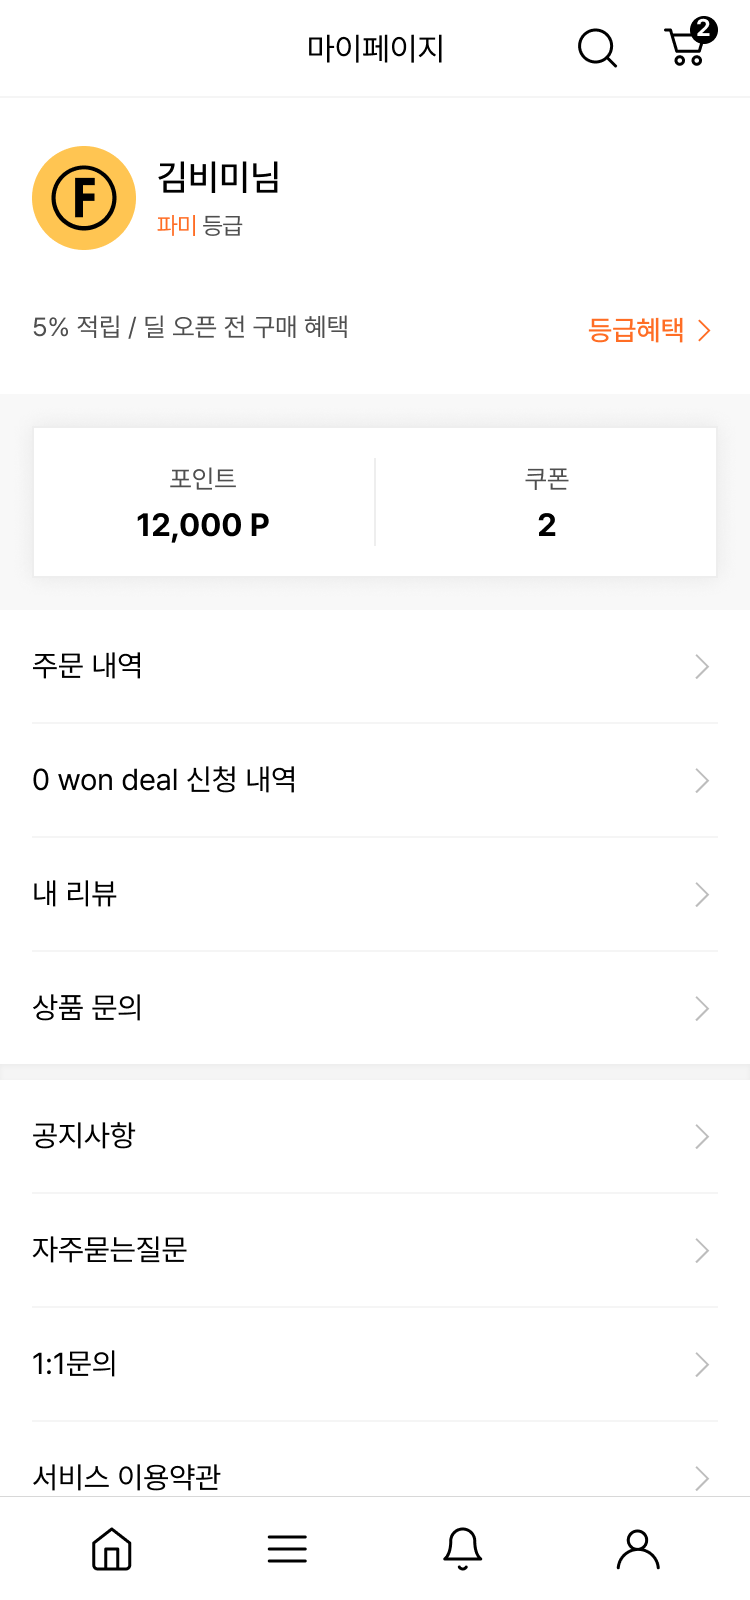 마이페이지
2
F
김비미님
파미 등급
5% 적립 / 딜 오픈 전 구매 혜택
등급혜택
포인트
12,000 P
쿠폰
2
주문 내역
0 won deal 신청 내역
내 리뷰
상품 문의
공지사항
자주묻는질문
1:1문의
서비스 이용약관